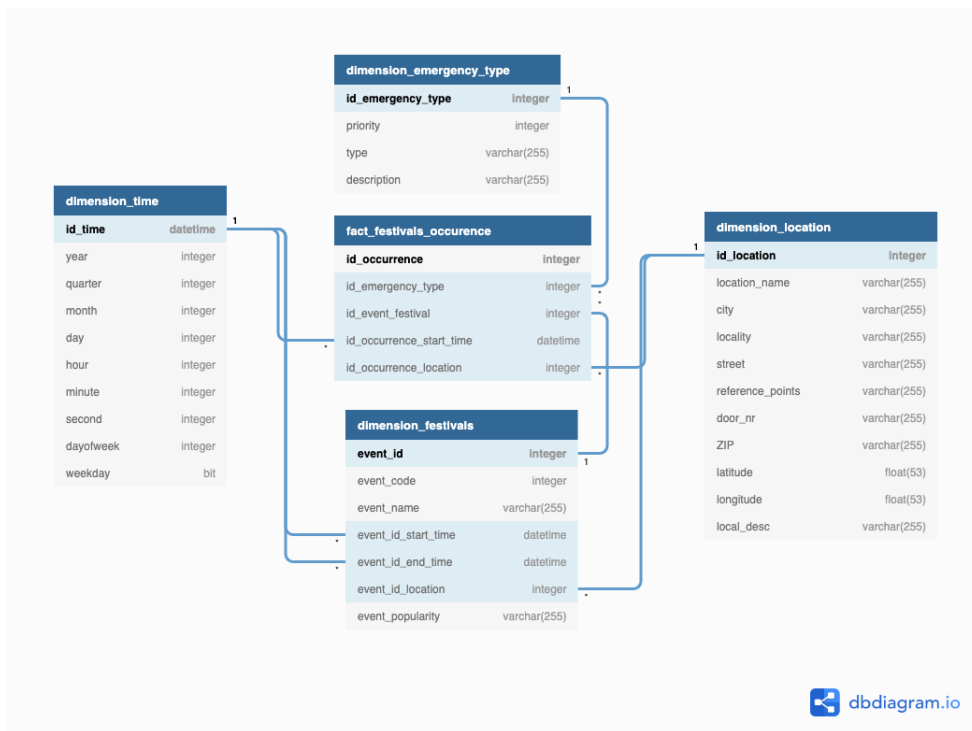 dimension_emergency_type
1
id_emergency_type integer
priority integer
type varchar(255)
description varchar(255)
dimension_time
1
id_time datetime
year integer
quarter integer
month integer
day integer
hour integer
minute integer
second integer
dayofweek integer
weekday bit
fact_festivals_occurence
id_occurrence integer
id_emergency_type integer
*
*
id_event_festival integer
id_occurrence_start_time datetime
*
id_occurrence_location integer
*
dimension_location
1
id_location integer
location_name varchar(255)
city varchar(255)
locality varchar(255)
street varchar(255)
reference_points varchar(255)
door_nr varchar(255)
ZIP varchar(255)
latitude float(53)
longitude float(53)
local_desc varchar(255)
dimension_festivals
event_id integer
1
event_code integer
event_name varchar(255)
event_id_start_time datetime
*
event_id_end_time datetime
*
event_id_location integer
*
event_popularity varchar(255)
dbdiagram.io